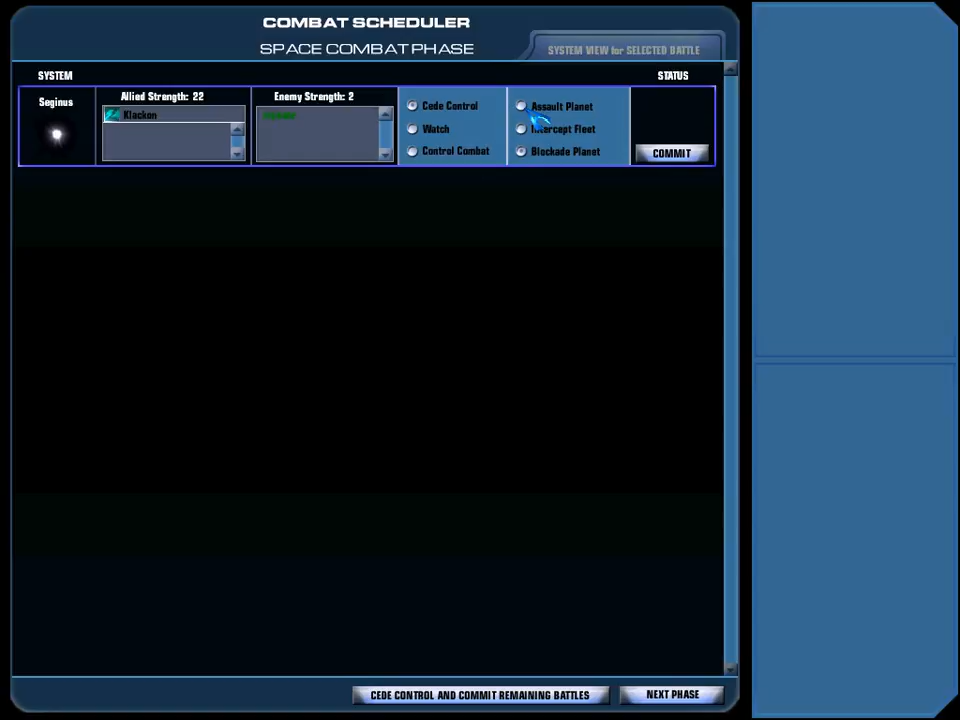 COMBAT SCHEDULER
SPACE COMBAT PHASE
SYSTEM VIEW for SELECTED BATTLE
SYSTEM
STATUS
Seginus
Allied Strength: 22
Klackon
Enemy Strength: 2
Cede Control
Watch
Control Combat
Assault Planet
Intercept Fleet
Blockade Planet
COMMIT
CEDE CONTROL AND COMMIT REMAINING BATTLES
NEXT PHASE